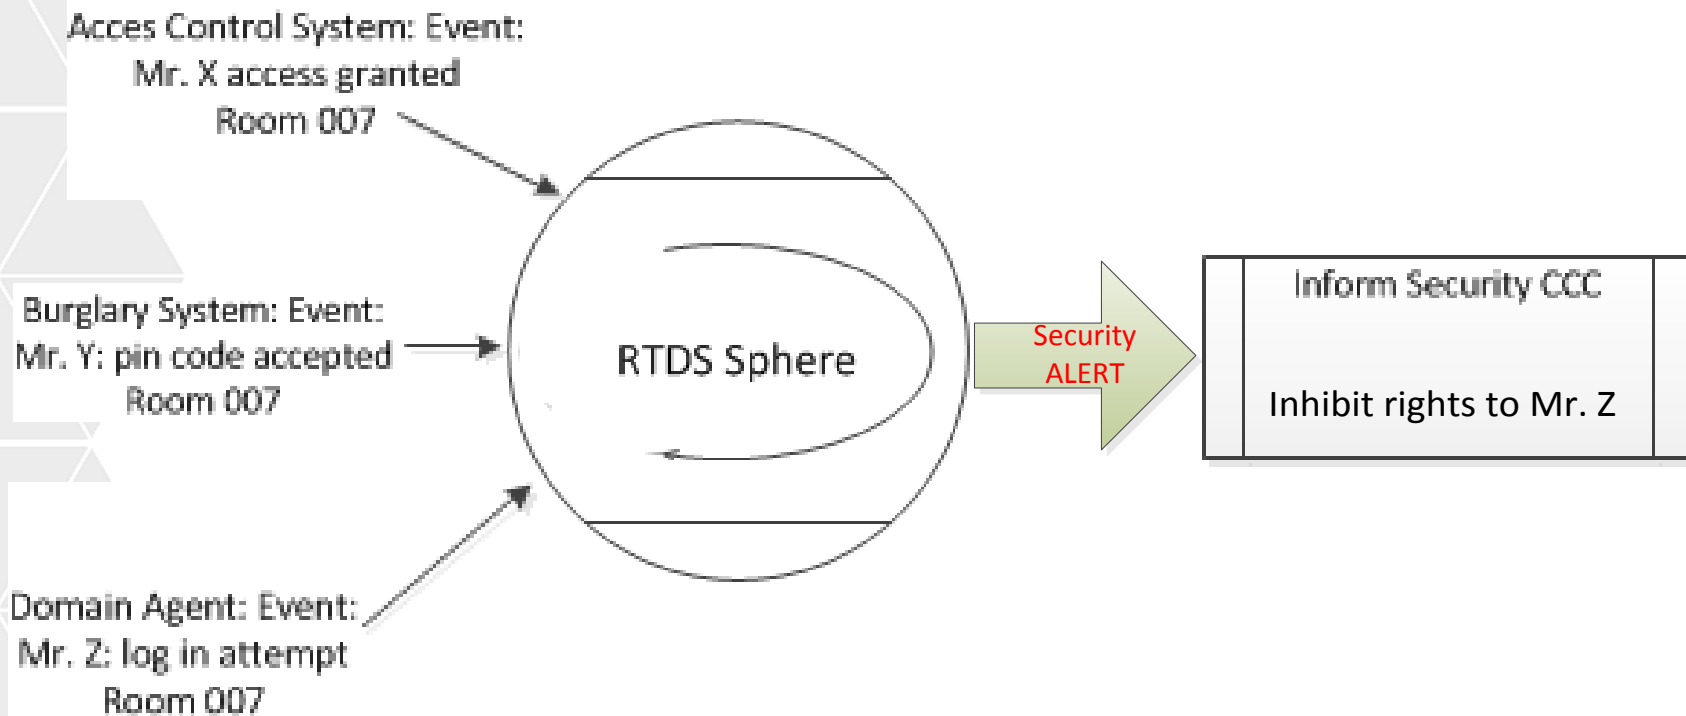 Acces Control System: Event:
Mr. X access granted
Room 007
Burglary System: Event:
Mr. Y: pin code accepted
Room 007
Domain Agent: Event:
Mr. Z: log in attempt
Room 007
RTDS Sphere
Security
ALERT
Inform Security CCC
Inhibit rights to Mr. Z